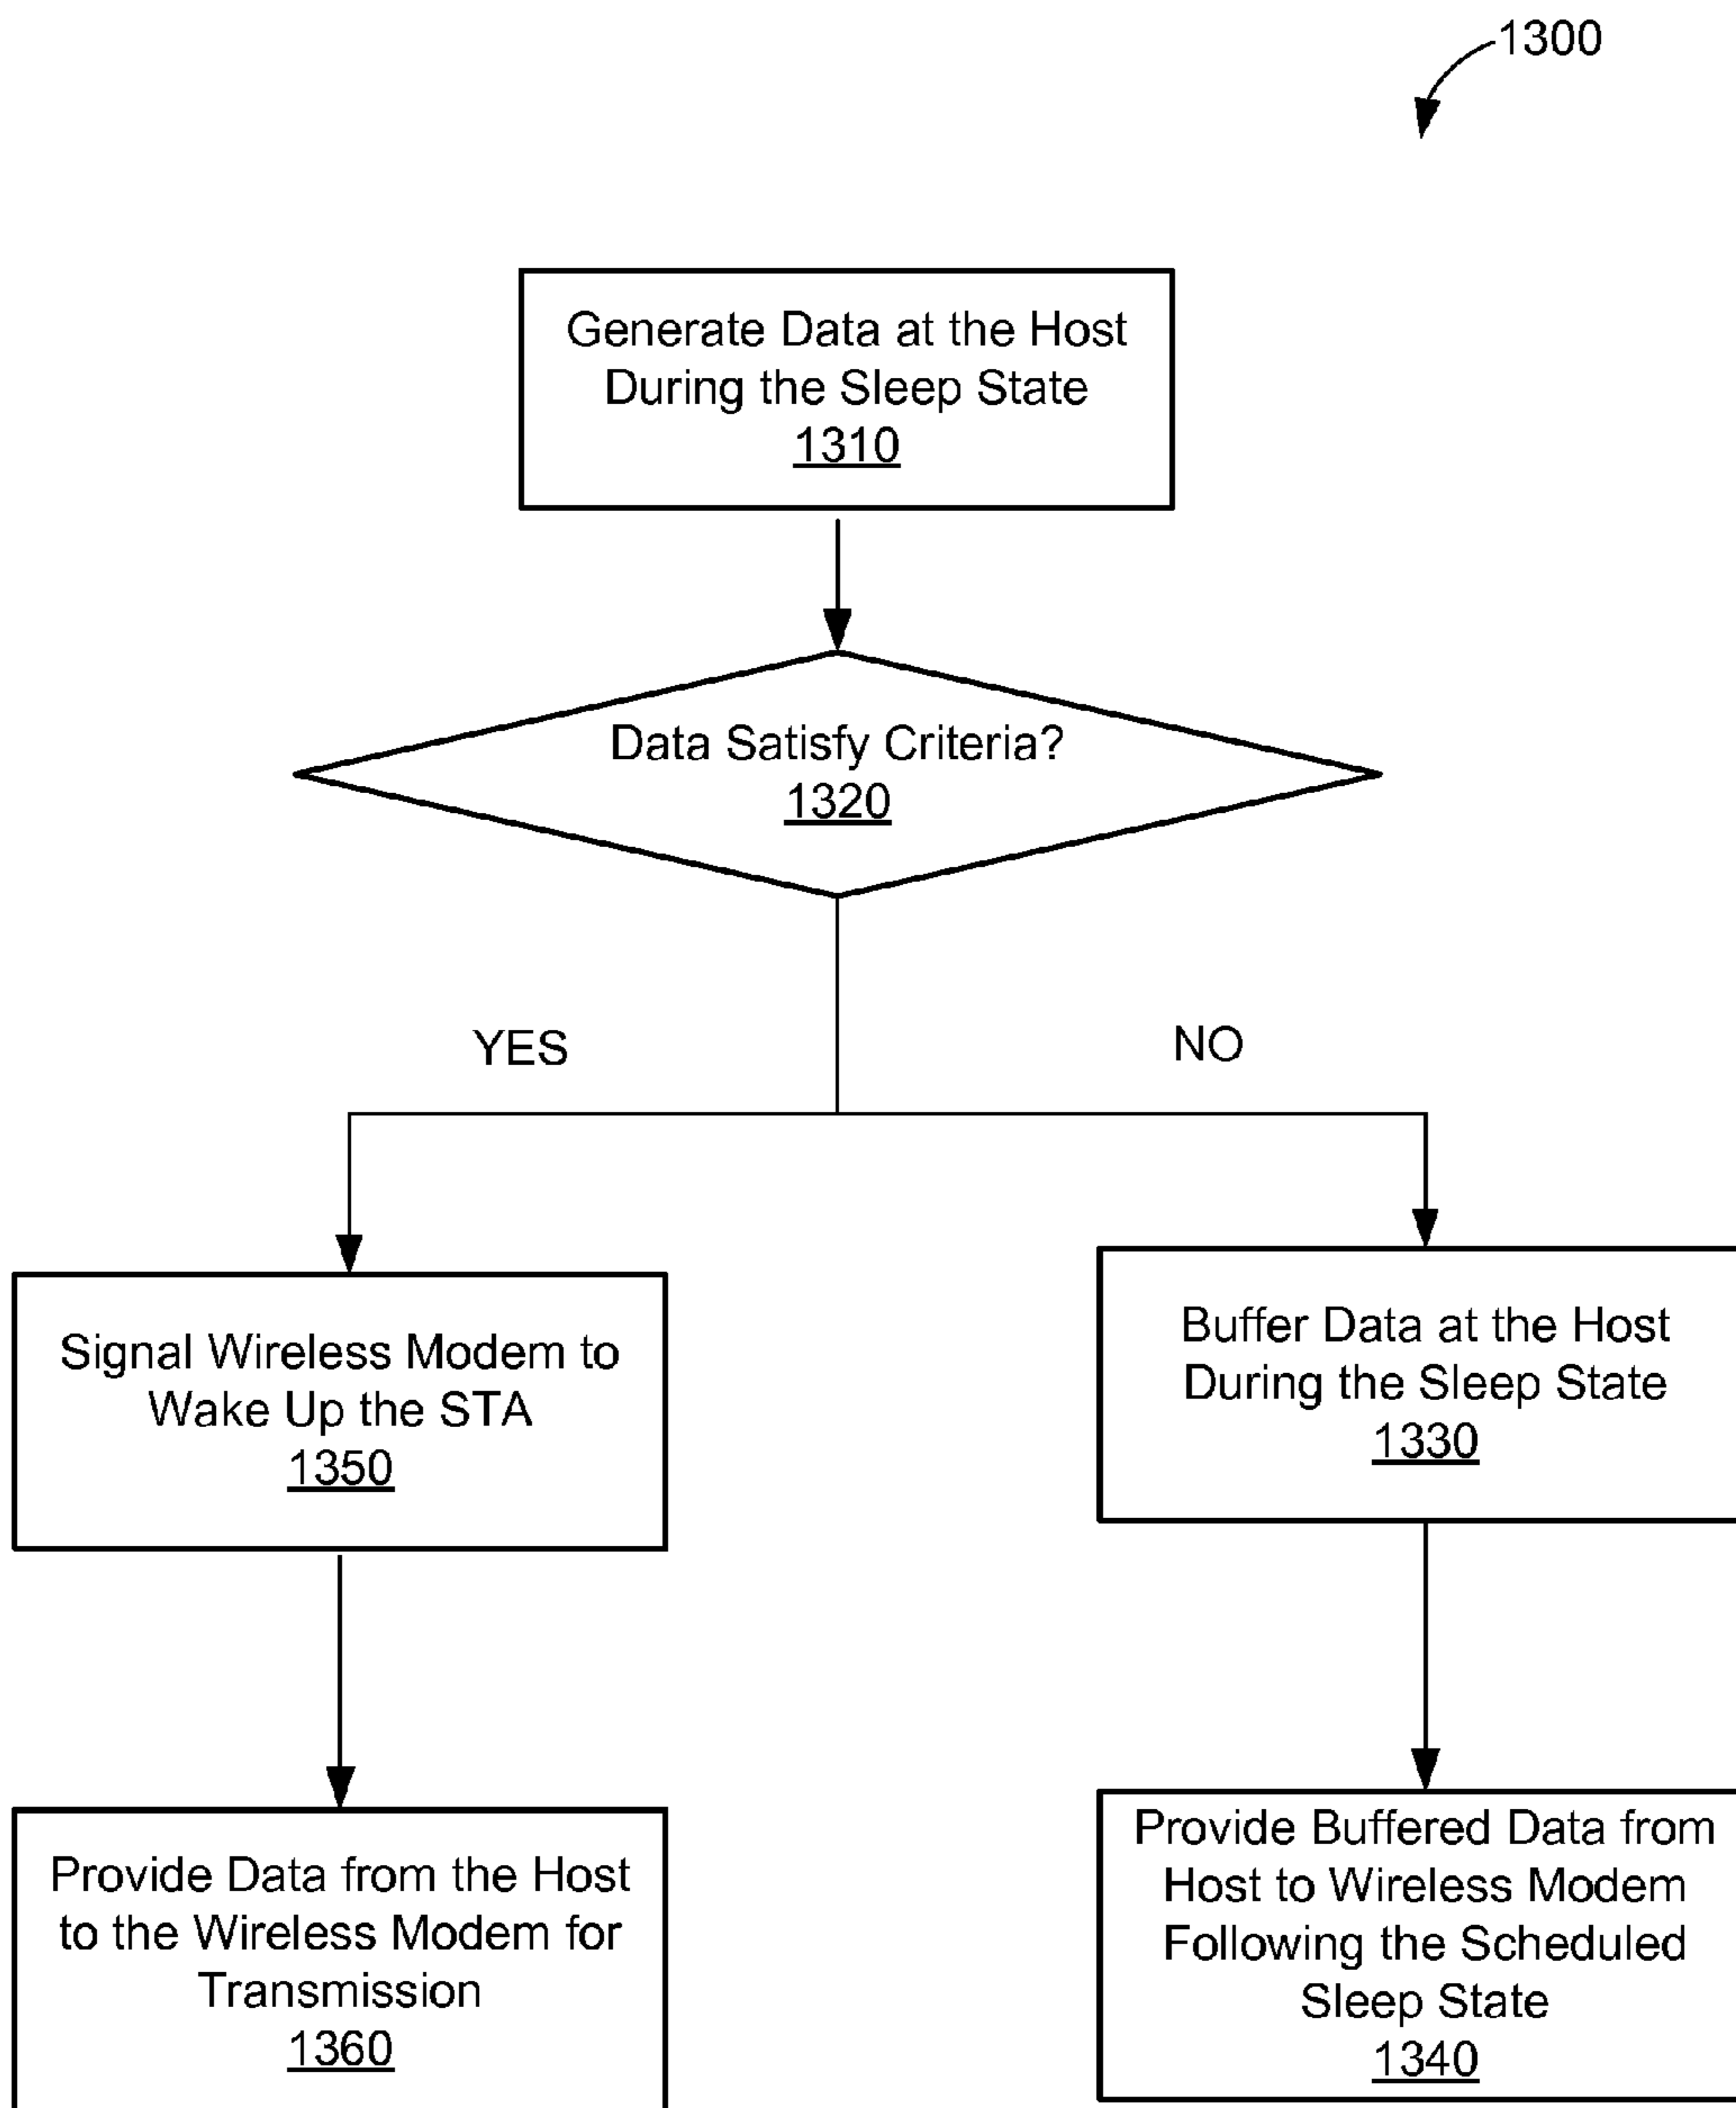 1300
Generate Data at the Host
During the Sleep State
1310
Data Satisfy Criteria?
1320
YES
NO
Signal Wireless Modem to
Wake Up the STA
1350
Buffer Data at the Host
During the Sleep State
1330
Provide Data from the Host
to the Wireless Modem for
Transmission
1360
Provide Buffered Data from
Host to Wireless Modem
Following the Scheduled
Sleep State
1340